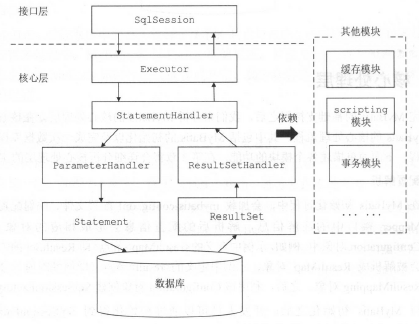 接口层
SqlSession
核心层
Executor
StatementHandler
ParameterHandler
ResultSetHandler
Statement
ResultSet
数据库
依赖
其他模块
缓存模块
scripting
模块
事务模块
... ...